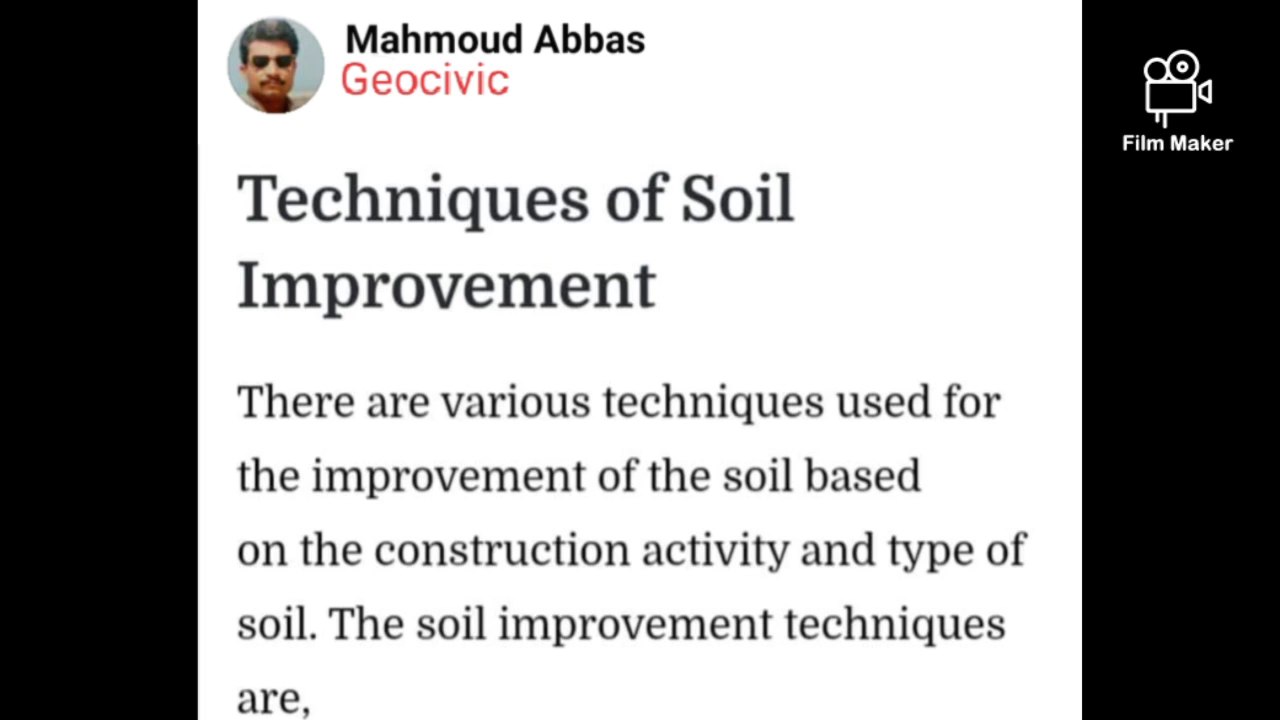 Mahmoud Abbas
Geocivic
Film Maker
Techniques of Soil
Improvement
There are various techniques used for
the improvement of the soil based
on the construction activity and type of
soil. The soil improvement techniques
are,